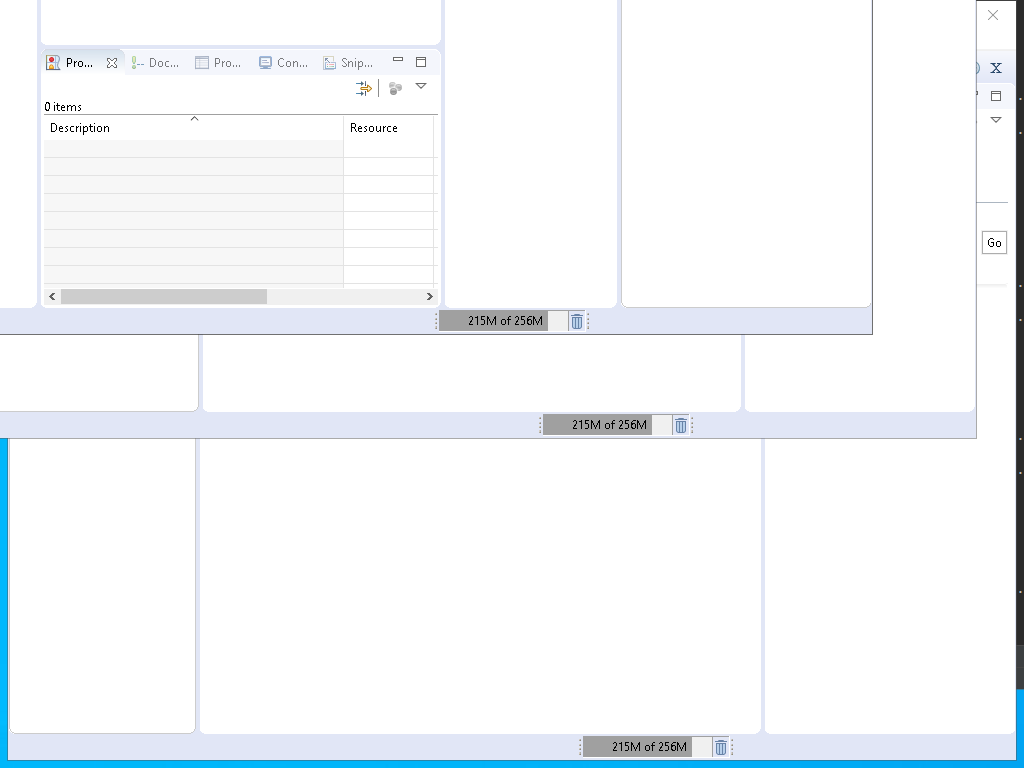 Pro... Doc... Pro... Con... Snip...
X
0 items
Description Resource
Go
215M of 256M
215M of 256M
215M of 256M